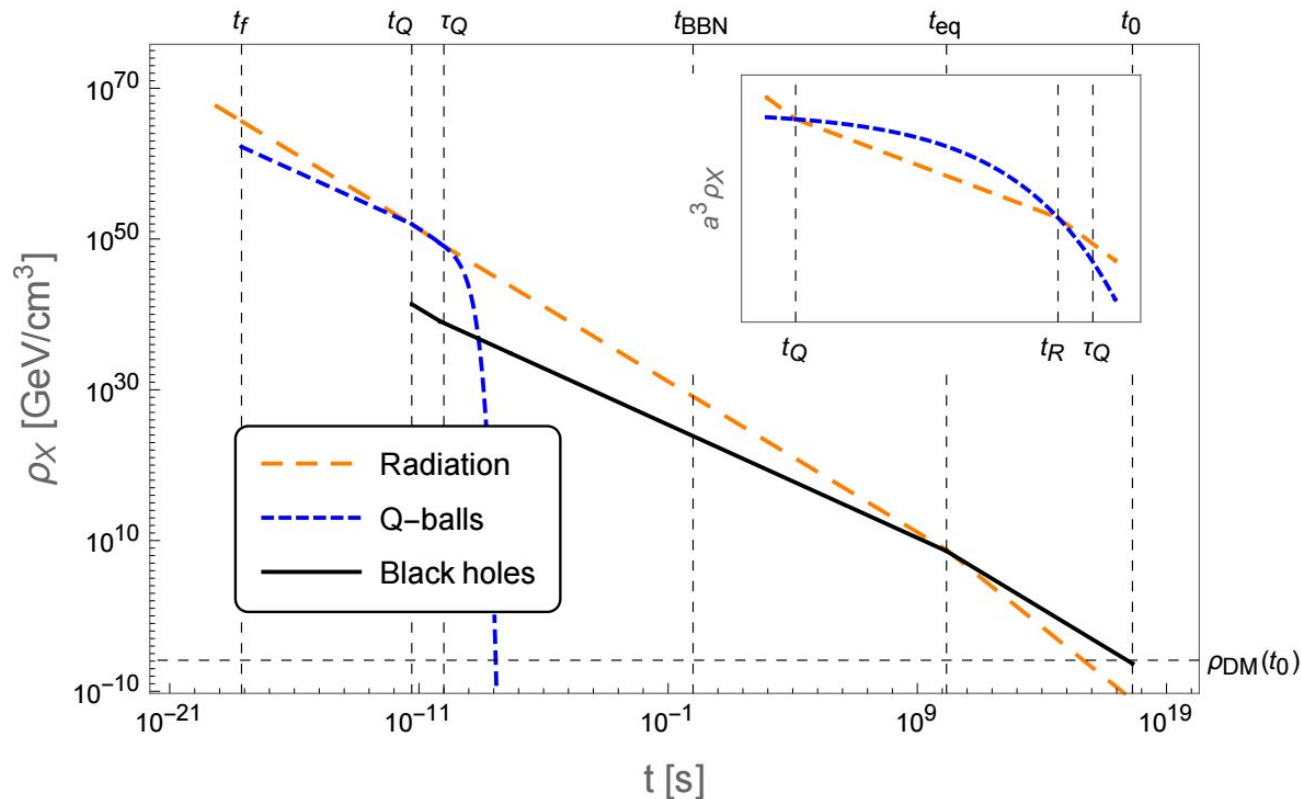 t_f t_Q τ_Q t_BBN t_eq t_0
10^70
10^50
10^30
10^10
10^-10
ρ_X [GeV/cm^3]
a^3 ρ_X
t_Q t_R τ_Q
Radiation
Q-balls
Black holes
ρ_DM(t_0)
10^-21 10^-11 10^-1 10^9 10^19
t [s]